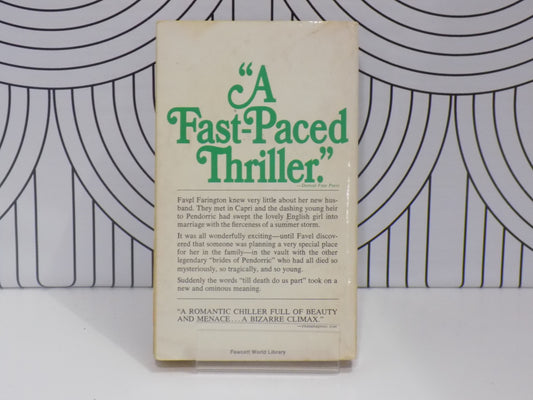 "A
Fast-Paced
Thriller."
—Detroit Free Press
Favel Farington knew very little about her new hus-
band. They met in Capri and the dashing young heir
to Pendorric had swept the lovely English girl into
marriage with the fierceness of a summer storm.
It was all wonderfully exciting—until Favel discov-
ered that someone was planning a very special place
for her in the family—in the vault with the other
legendary "brides of Pendorric" who had all died so
mysteriously, so tragically, and so young.
Suddenly the words "till death do us part" took on a
new and ominous meaning.
"A ROMANTIC CHILLER FULL OF BEAUTY
AND MENACE...A BIZARRE CLIMAX."
Fawcett World Library